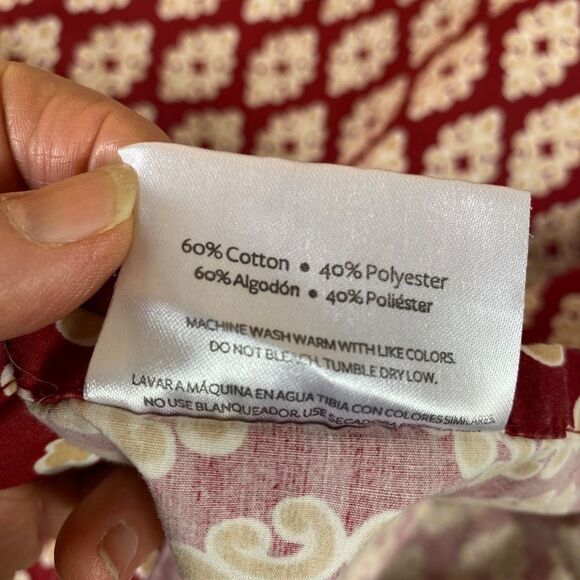 60% Cotton • 40% Polyester
60% Algodón • 40% Poliéster
MACHINE WASH WARM WITH LIKE COLORS.
DO NOT BLEACH. TUMBLE DRY LOW.
LAVAR A MÁQUINA EN AGUA TIBIA CON COLORES SIMILARES.
NO USE BLANQUEADOR. USE